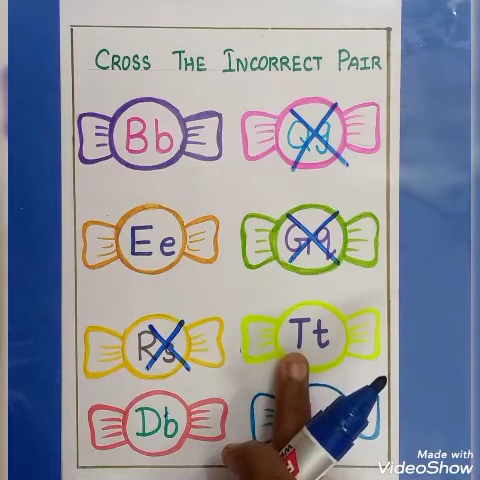 CROSS THE INCORRECT PAIR
Bb Qg
Ee Gq
Rs Tt
Db
Made with
VideoShow